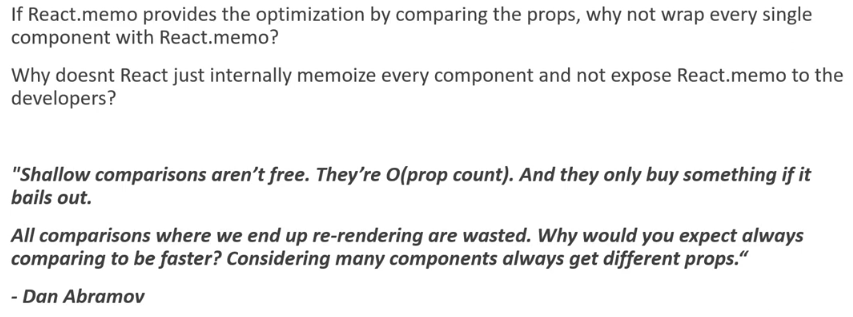 If React.memo provides the optimization by comparing the props, why not wrap every single
component with React.memo?
Why doesnt React just internally memoize every component and not expose React.memo to the
developers?
"Shallow comparisons aren’t free. They’re O(prop count). And they only buy something if it
bails out.
All comparisons where we end up re-rendering are wasted. Why would you expect always
comparing to be faster? Considering many components always get different props.“
- Dan Abramov